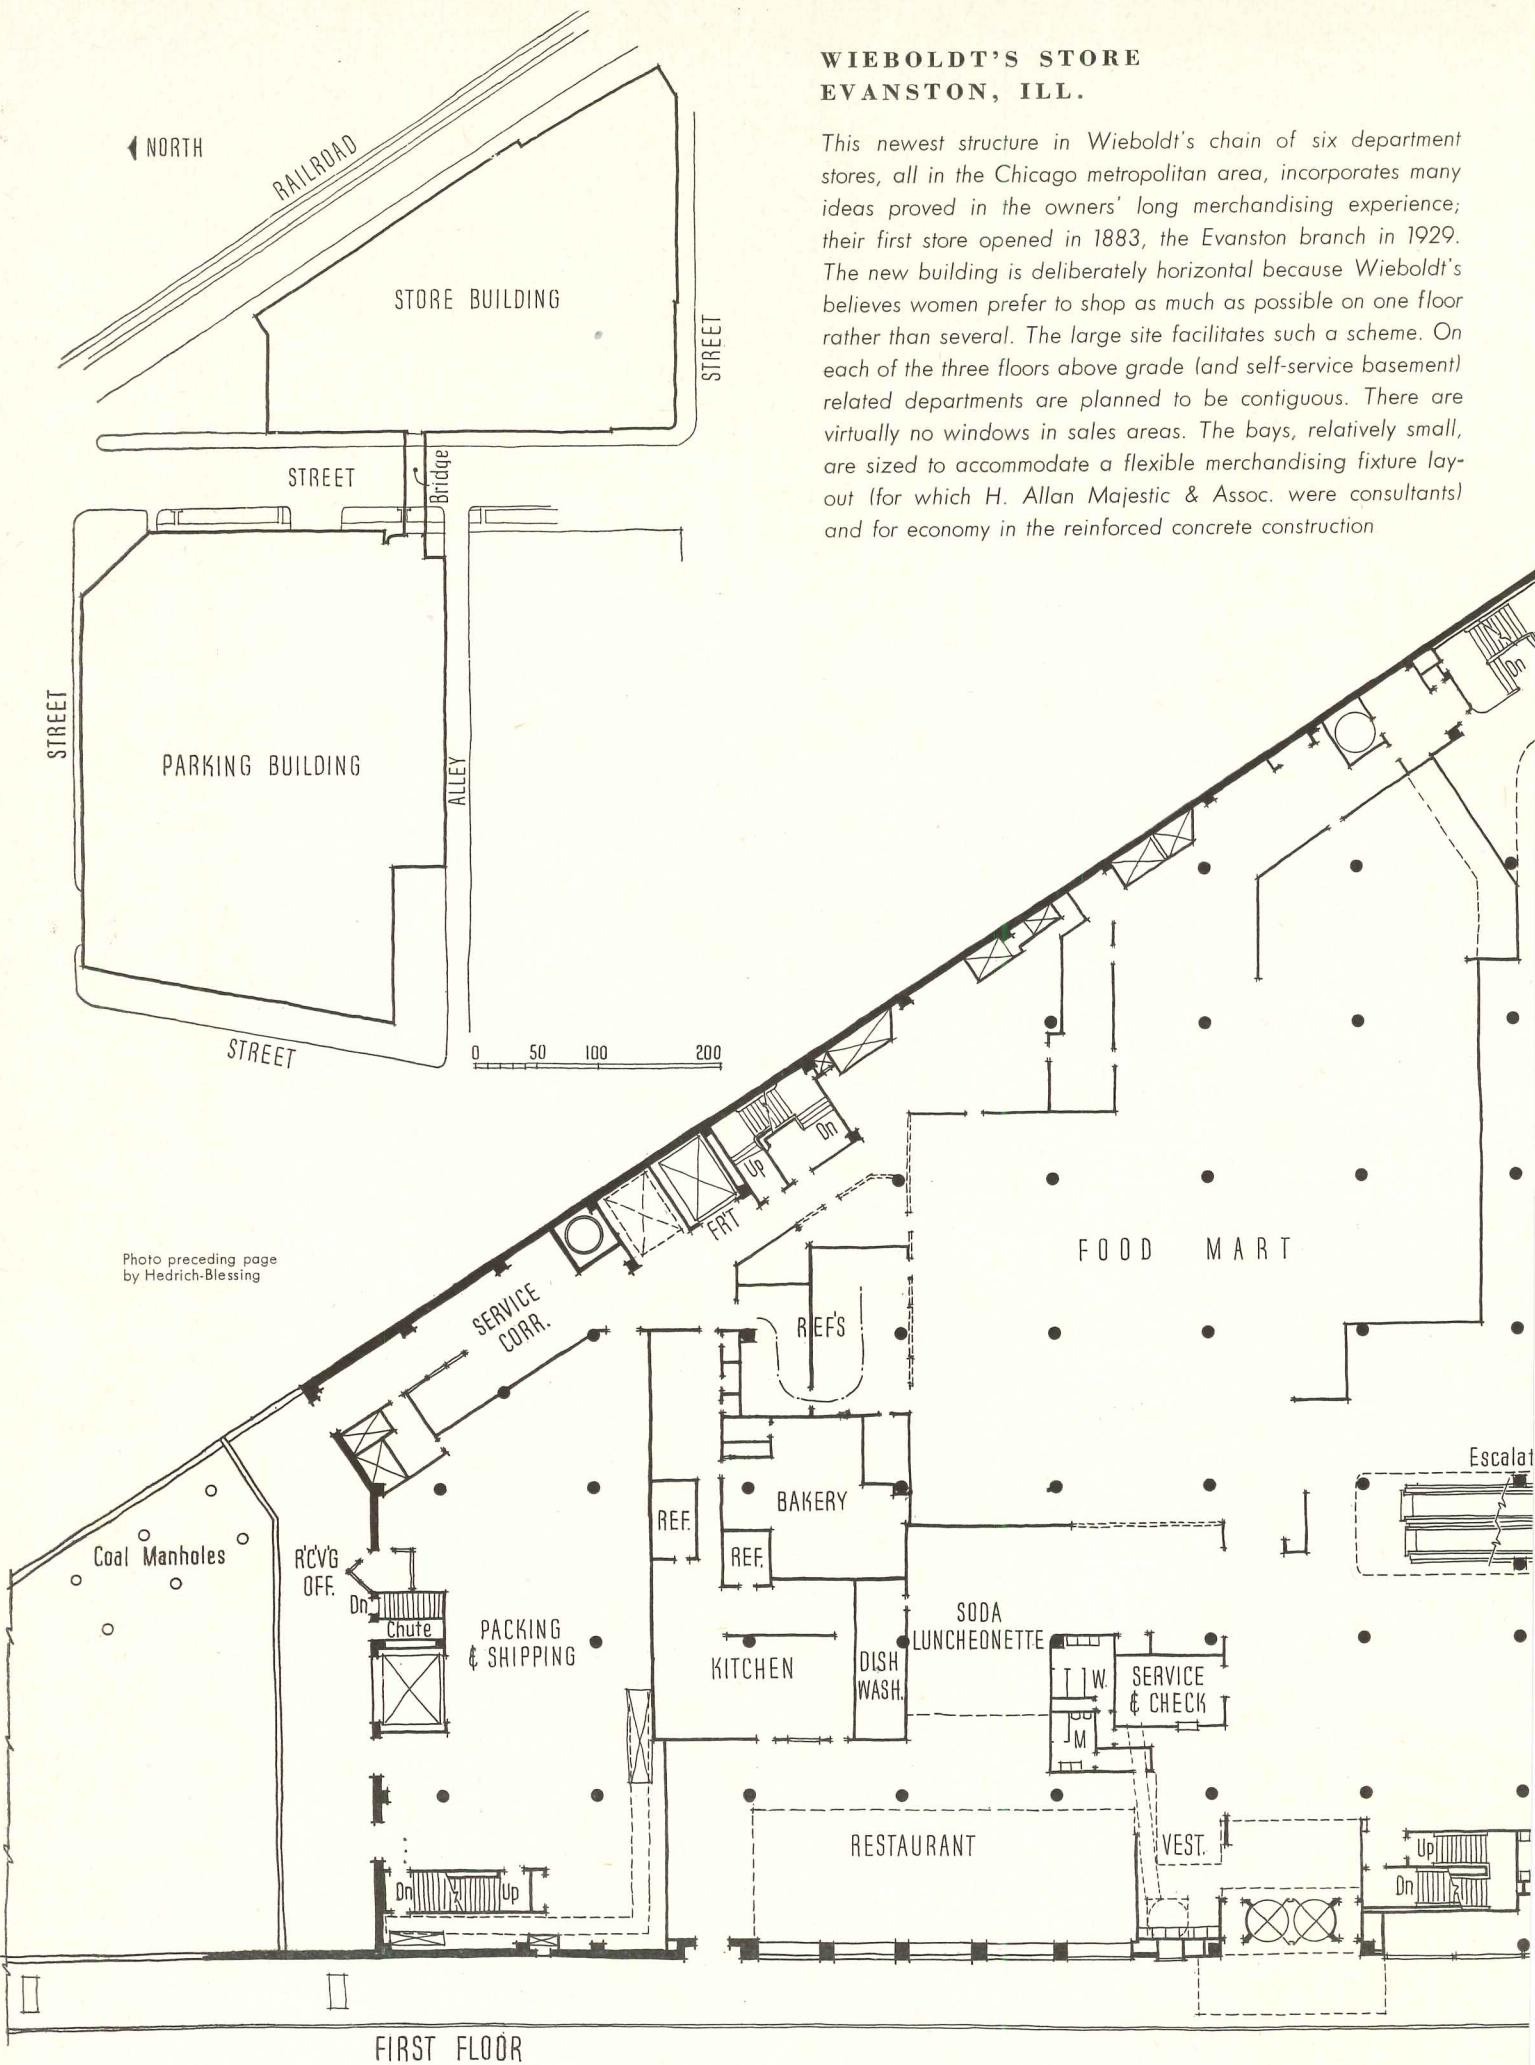 WIEBOLDT'S STORE
EVANSTON, ILL.
This newest structure in Wieboldt's chain of six department
stores, all in the Chicago metropolitan area, incorporates many
ideas proved in the owners' long merchandising experience;
their first store opened in 1883, the Evanston branch in 1929.
The new building is deliberately horizontal because Wieboldt's
believes women prefer to shop as much as possible on one floor
rather than several. The large site facilitates such a scheme. On
each of the three floors above grade (and self-service basement)
related departments are planned to be contiguous. There are
virtually no windows in sales areas. The bays, relatively small,
are sized to accommodate a flexible merchandising fixture lay-
out (for which H. Allan Majestic & Assoc. were consultants)
and for economy in the reinforced concrete construction
NORTH
RAILROAD
STORE BUILDING
STREET
STREET
Bridge
STREET
PARKING BUILDING
ALLEY
STREET
0 50 100 200
Photo preceding page
by Hedrich-Blessing
Dn
Dn
Up
FR'T
SERVICE
CORR.
REF'S
FOOD MART
Escalat
BAKERY
REF.
REF.
Coal Manholes
R'C'V'G
OFF.
Dn
Chute
PACKING
& SHIPPING
KITCHEN
DISH
WASH.
SODA
LUNCHEONETTE
W.
SERVICE
& CHECK
M
RESTAURANT
VEST.
Up
Dn
Dn
Up
FIRST FLOOR